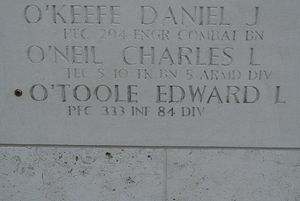 O'KEEFE DANIEL J
PFC 294 ENGR COMBAT BN
O'NEIL CHARLES L
TEC 5 10 TK BN 5 ARMD DIV
O'TOOLE EDWARD L
PFC 333 INF 84 DIV